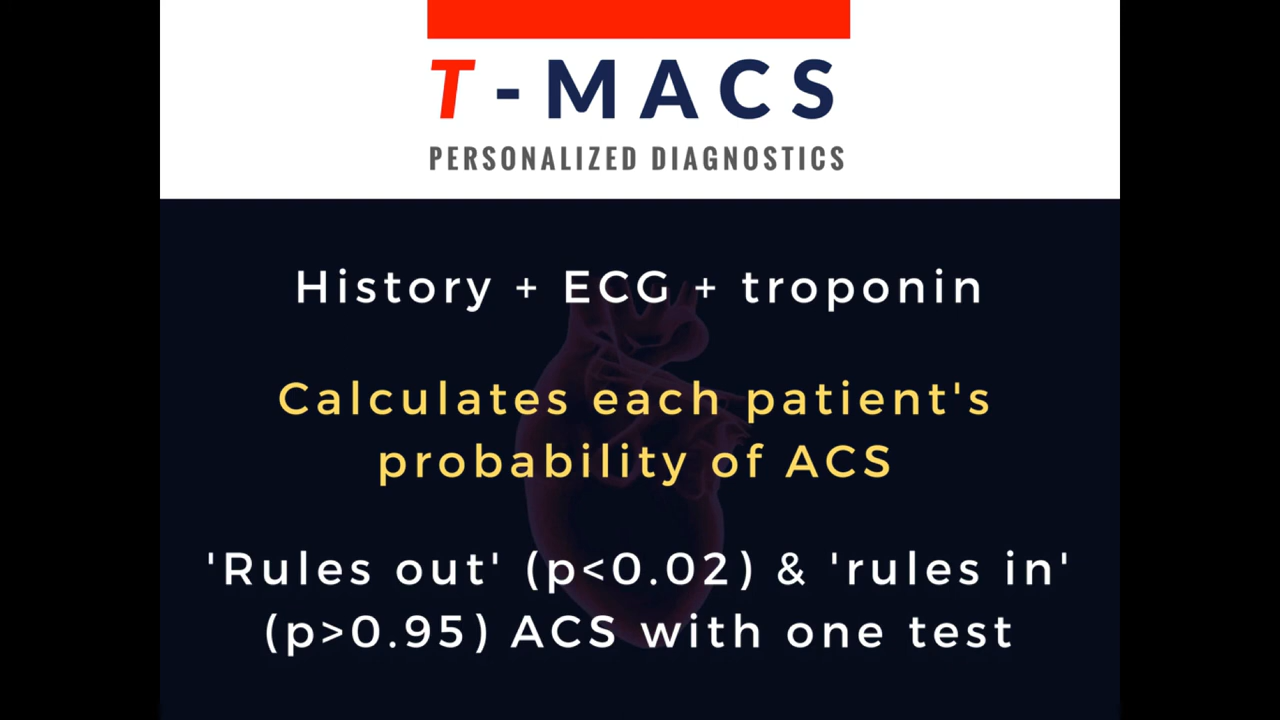 T-MACS
PERSONALIZED DIAGNOSTICS
History + ECG + troponin
Calculates each patient's
probability of ACS
'Rules out' (p<0.02) & 'rules in'
(p>0.95) ACS with one test